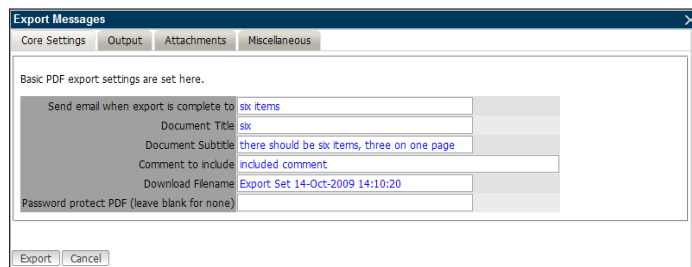 Export Messages
Core Settings Output Attachments Miscellaneous
Basic PDF export settings are set here.
Send email when export is complete to six items
Document Title six
Document Subtitle there should be six items, three on one page
Comment to include included comment
Download Filename Export Set 14-Oct-2009 14:10:20
Password protect PDF (leave blank for none)
Export Cancel